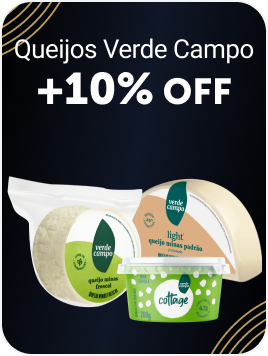 Queijos Verde Campo
+10% OFF
verde
campo
light
queijo minas padrão
verde
campo
queijo minas
frescal
cottage